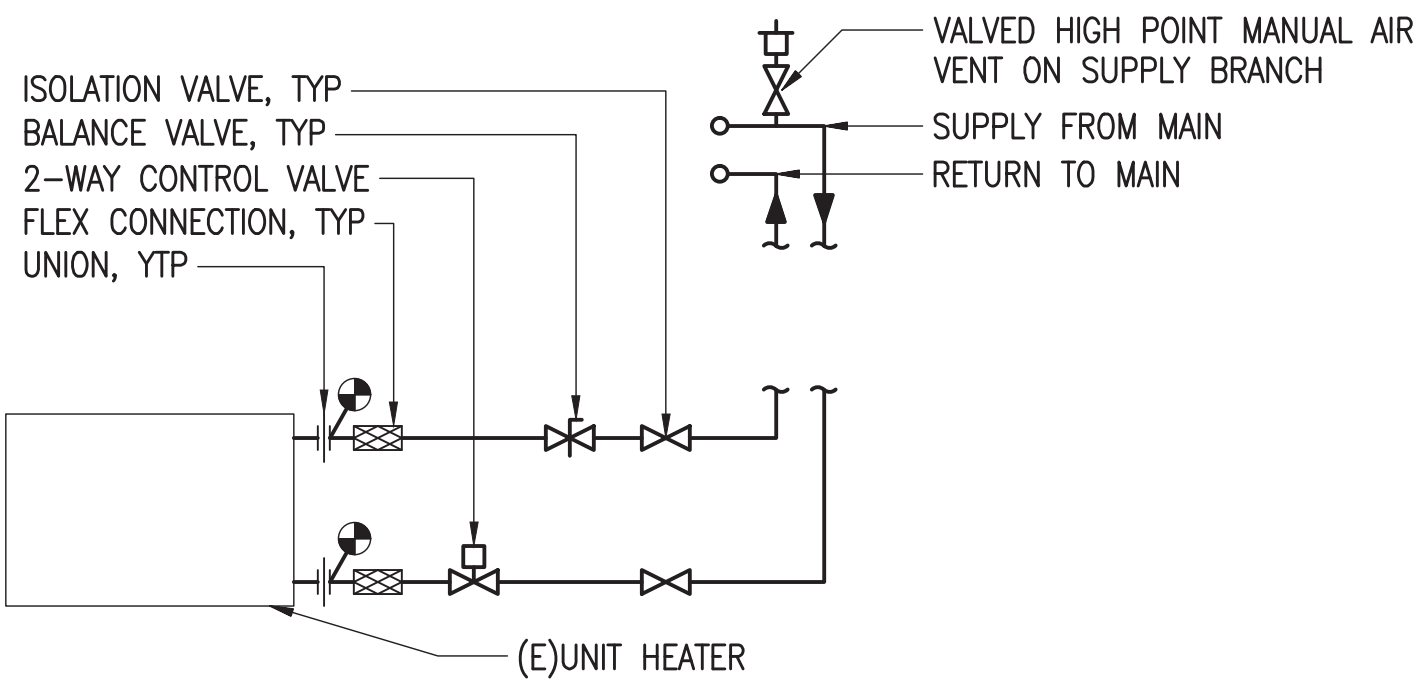 VALVED HIGH POINT MANUAL AIR
VENT ON SUPPLY BRANCH
SUPPLY FROM MAIN
RETURN TO MAIN
ISOLATION VALVE, TYP
BALANCE VALVE, TYP
2-WAY CONTROL VALVE
FLEX CONNECTION, TYP
UNION, YTP
(E)UNIT HEATER